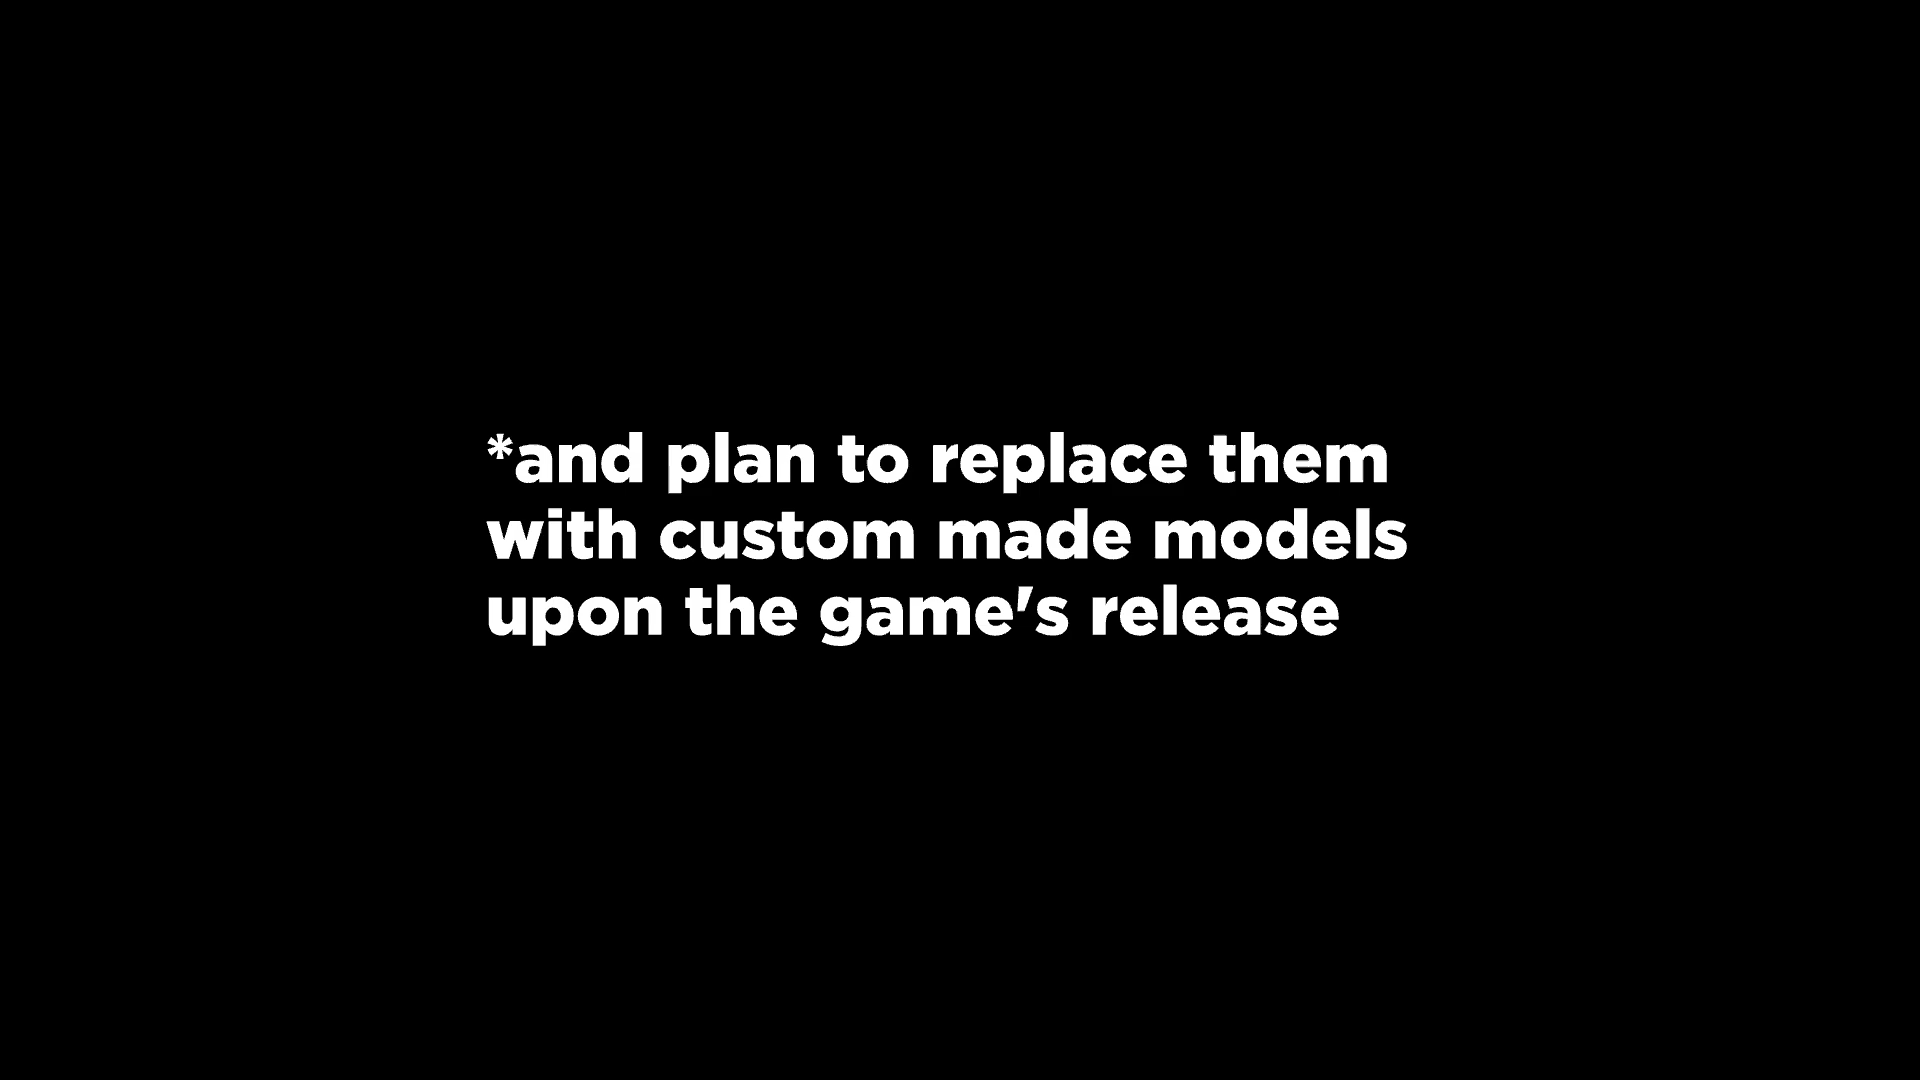 *and plan to replace them
with custom made models
upon the game's release